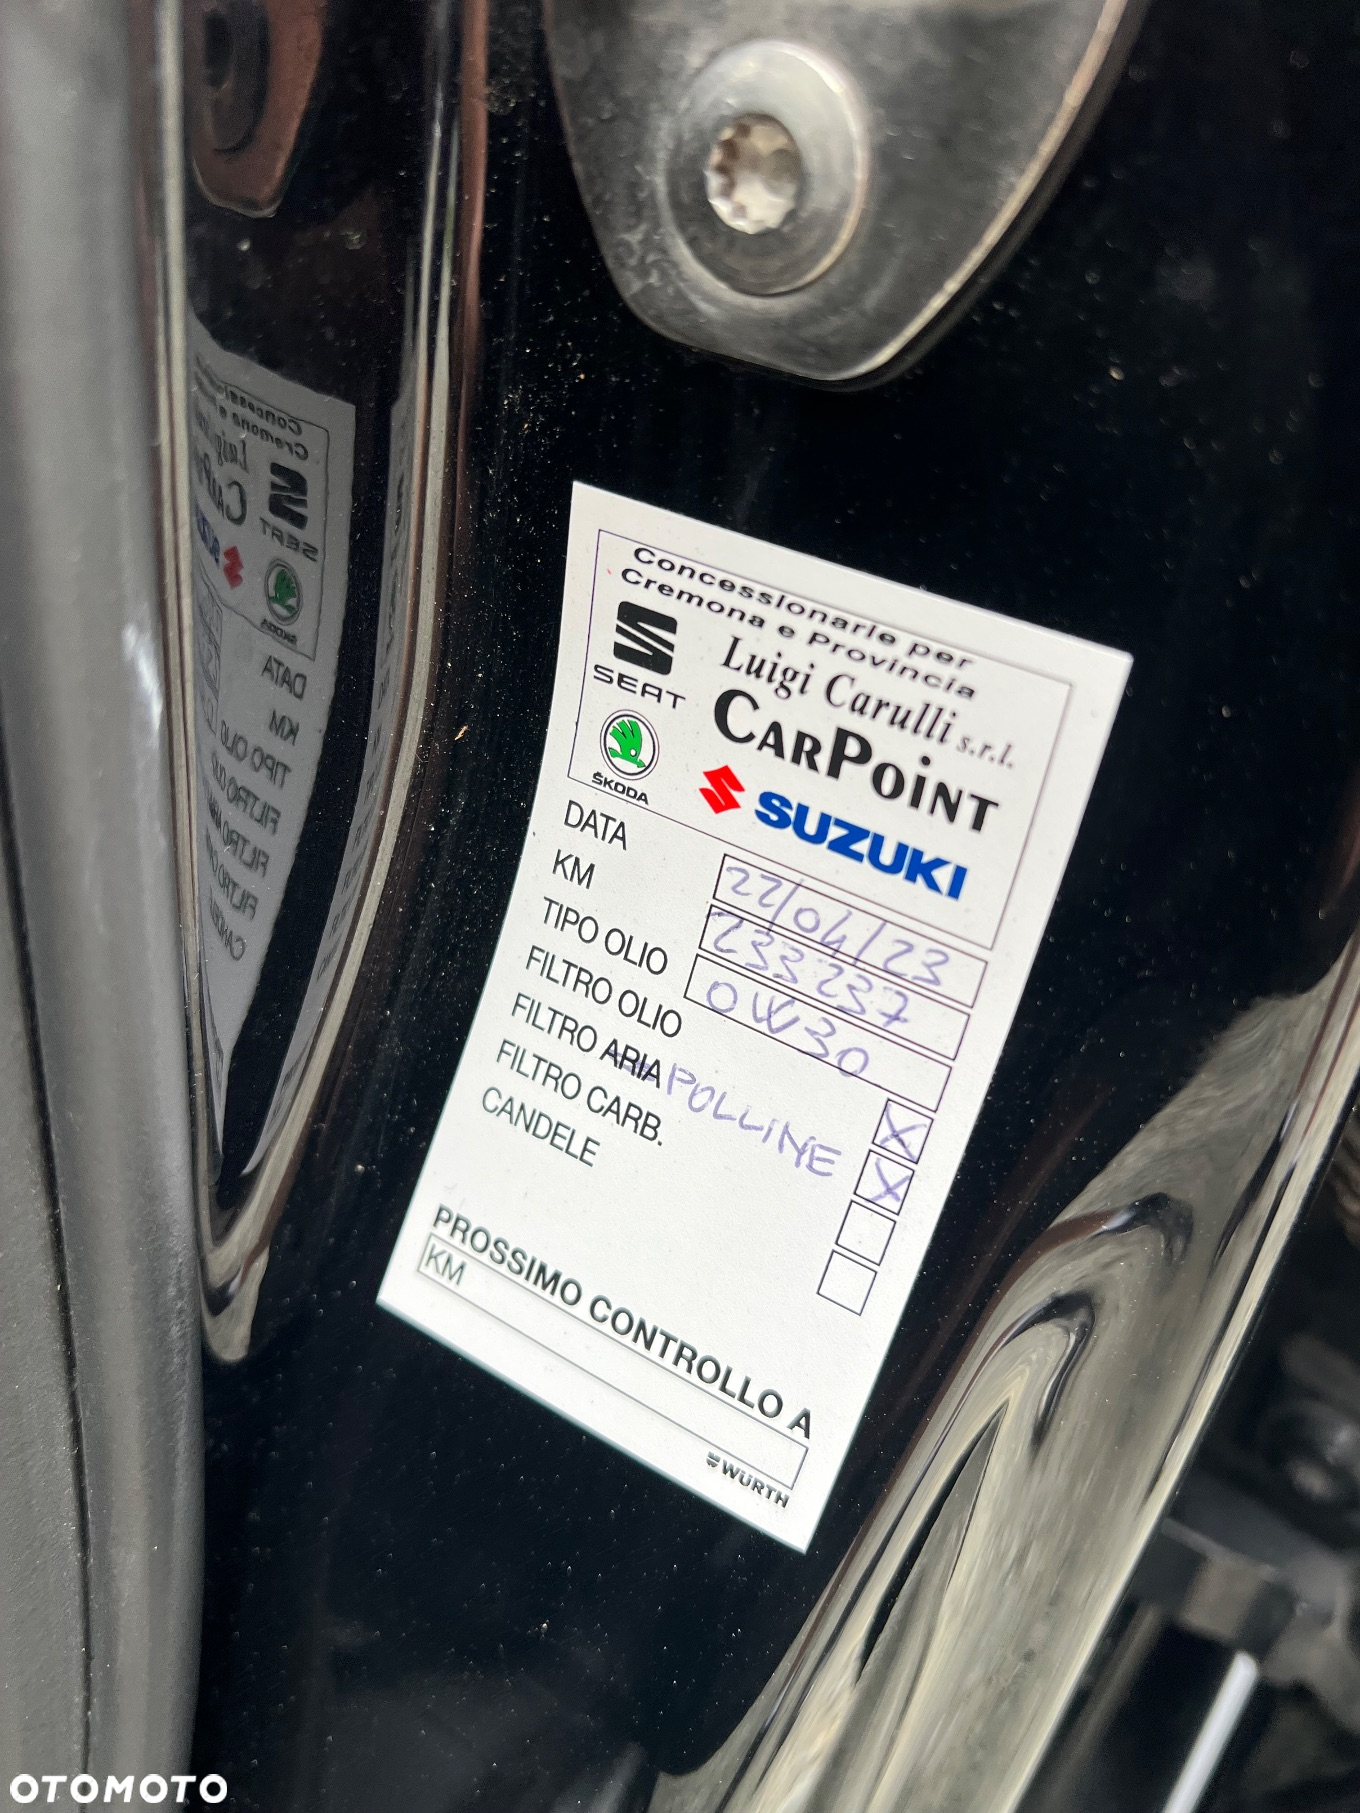 Concessionarie per
Cremona e Provincia
SEAT
Luigi Carulli s.r.l.
CARPOiNT
ŠKODA
SUZUKI
DATA 22/04/23
KM 233237
TIPO OLIO 0W30
FILTRO OLIO X
FILTRO ARIA POLLINE X
FILTRO CARB.
CANDELE
PROSSIMO CONTROLLO A
KM
WÜRTH
OTOMOTO